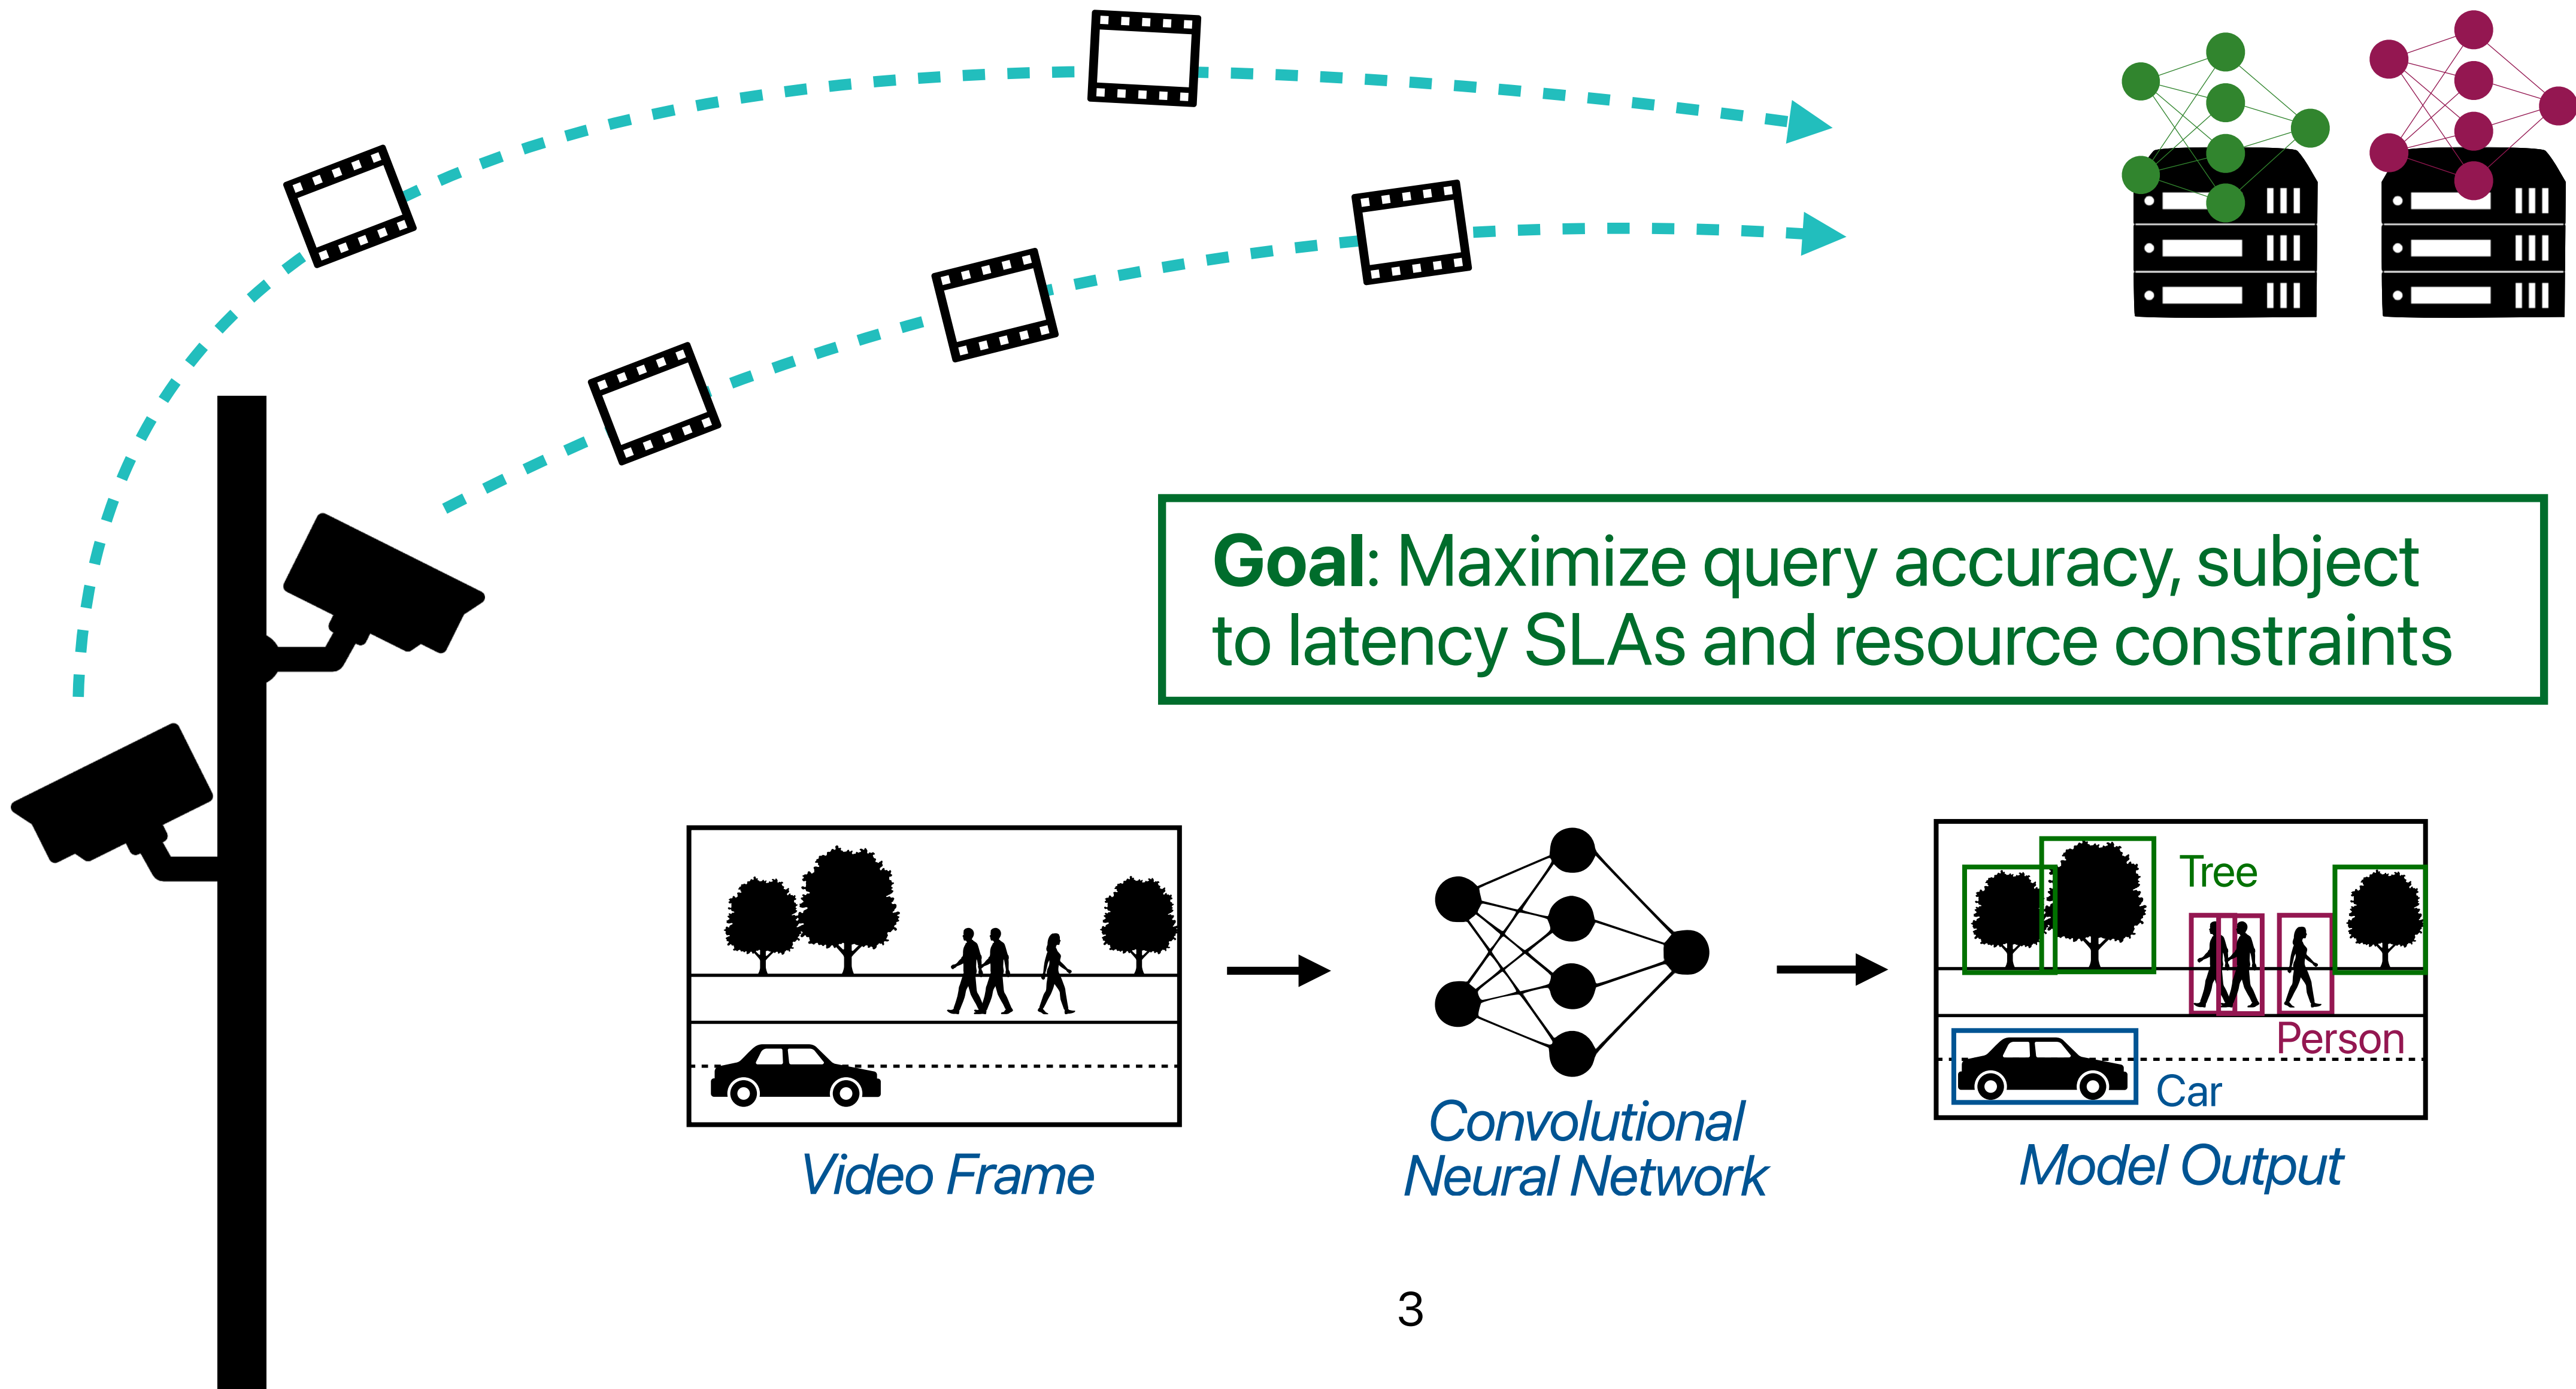 Goal: Maximize query accuracy, subject
to latency SLAs and resource constraints
Video Frame
Convolutional
Neural Network
Tree
Person
Car
Model Output
3